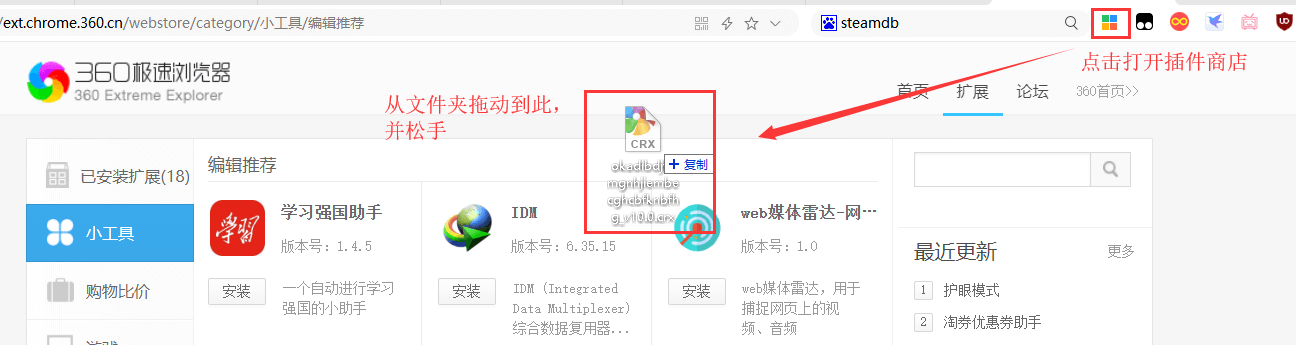 /ext.chrome.360.cn/webstore/category/小工具/编辑推荐
steamdb
点击打开插件商店
360极速浏览器
360 Extreme Explorer
首页 扩展 论坛 360首页>>
从文件夹拖动到此，
并松手
CRX
复制
已安装扩展(18)
小工具
购物比价
游戏
编辑推荐
学习
学习强国助手
版本号：1.4.5
安装
一个自动进行学习
强国的小助手
IDM
版本号：6.35.15
安装
IDM (Integrated
Data Multiplexer)
综合数据复用器...
web媒体雷达-网…
版本号：1.0
安装
web媒体雷达，用于
捕捉网页上的视
频、音频
最近更新 更多
1 护眼模式
2 淘券优惠券助手